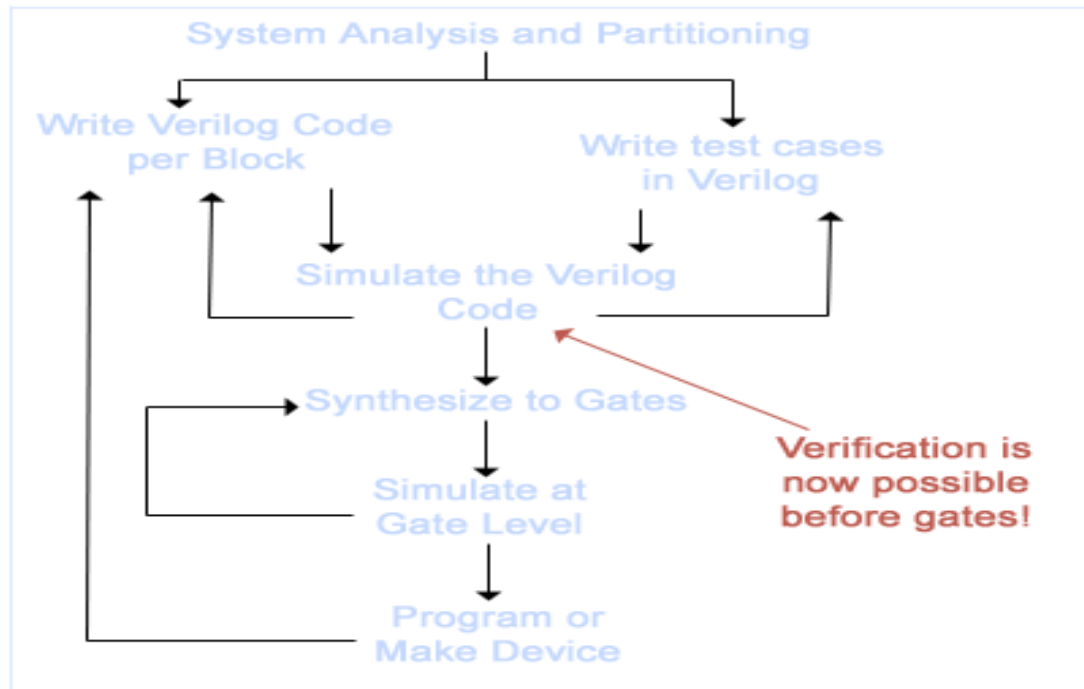 System Analysis and Partitioning
Write Verilog Code
per Block
Write test cases
in Verilog
Simulate the Verilog
Code
Synthesize to Gates
Verification is
now possible
before gates!
Simulate at
Gate Level
Program or
Make Device